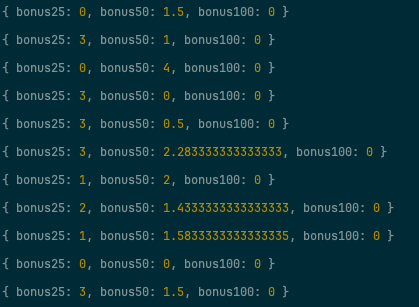 { bonus25: 0, bonus50: 1.5, bonus100: 0 }
{ bonus25: 3, bonus50: 1, bonus100: 0 }
{ bonus25: 0, bonus50: 4, bonus100: 0 }
{ bonus25: 3, bonus50: 0, bonus100: 0 }
{ bonus25: 3, bonus50: 0.5, bonus100: 0 }
{ bonus25: 3, bonus50: 2.283333333333333, bonus100: 0 }
{ bonus25: 1, bonus50: 2, bonus100: 0 }
{ bonus25: 2, bonus50: 1.4333333333333333, bonus100: 0 }
{ bonus25: 1, bonus50: 1.5833333333333335, bonus100: 0 }
{ bonus25: 0, bonus50: 0, bonus100: 0 }
{ bonus25: 3, bonus50: 1.5, bonus100: 0 }